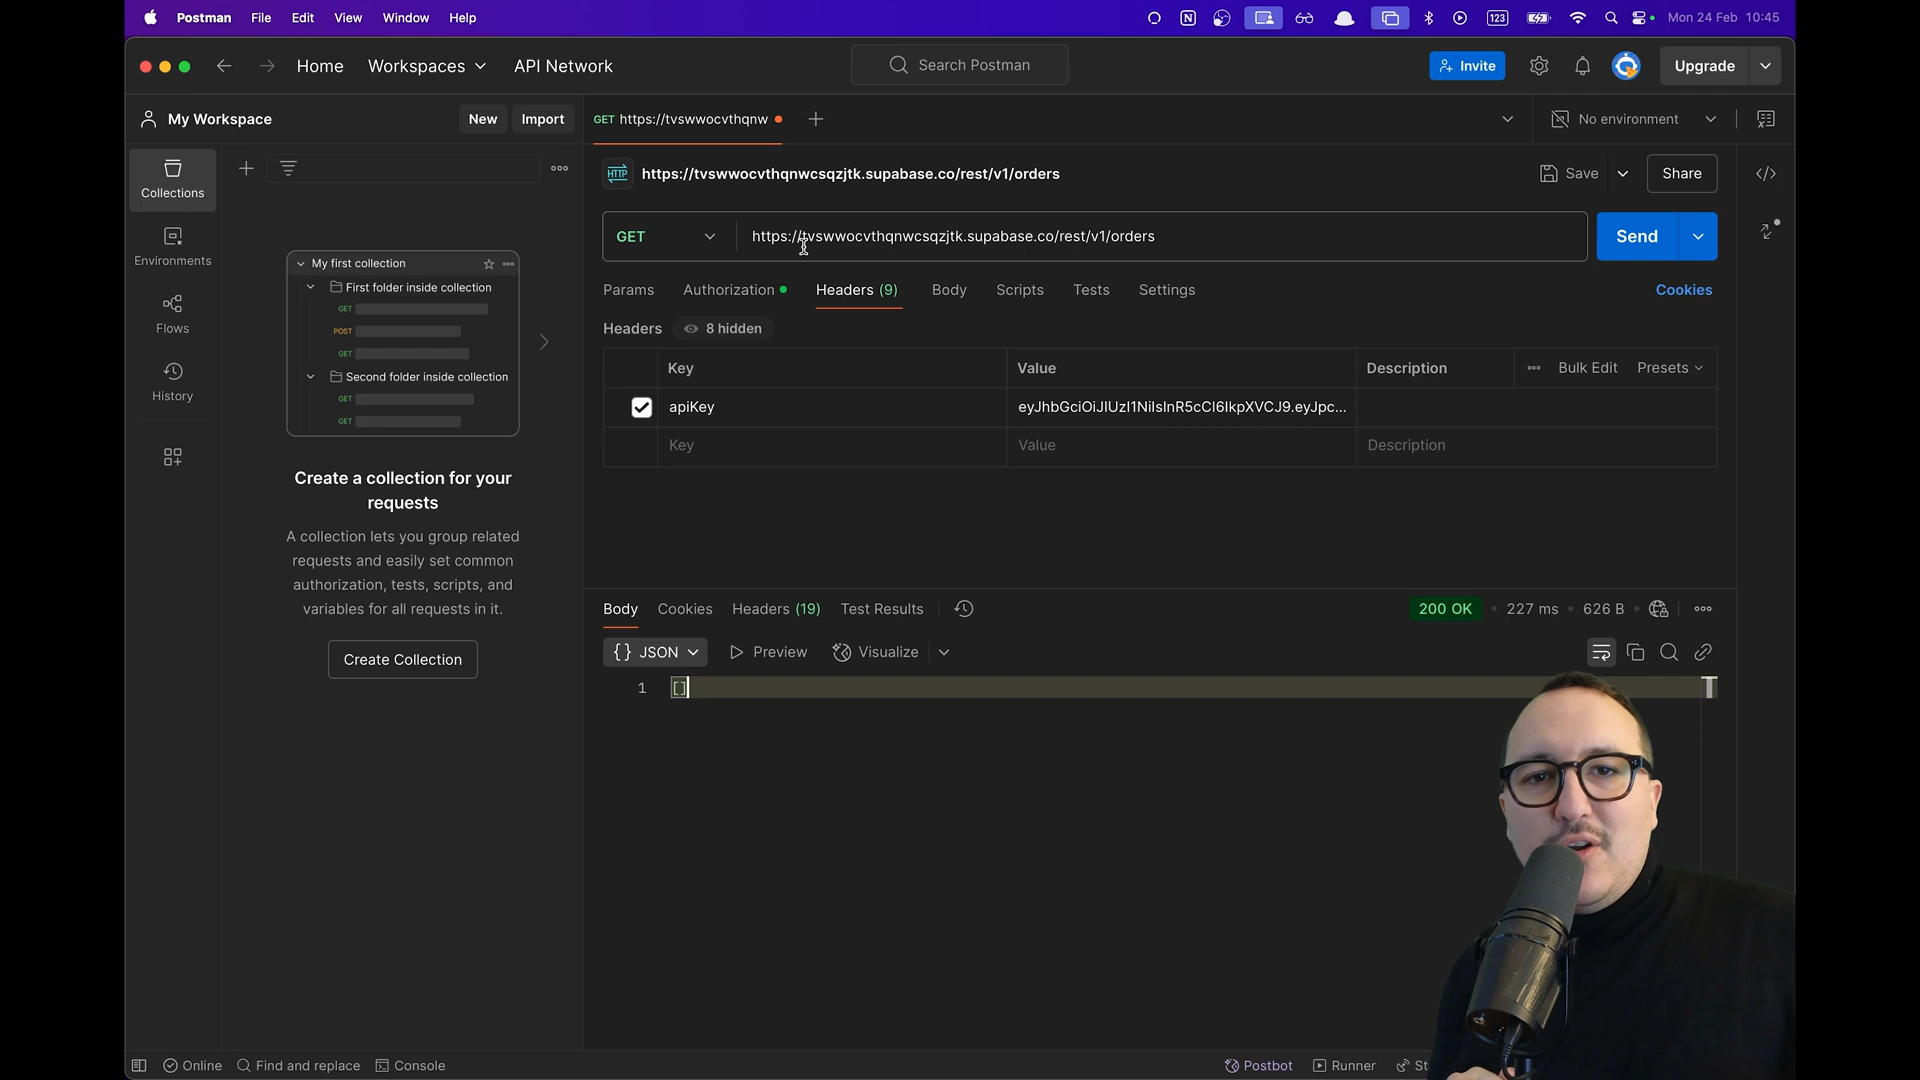 Postman File Edit View Window Help
123
Mon 24 Feb 10:45
Home Workspaces API Network
Search Postman
Invite
Upgrade
My Workspace
New Import
GET https://tvswwocvthqnw
No environment
Collections
Environments
Flows
History
My first collection
First folder inside collection
GET
POST
GET
Second folder inside collection
GET
GET
Create a collection for your
requests
A collection lets you group related
requests and easily set common
authorization, tests, scripts, and
variables for all requests in it.
Create Collection
HTTP https://tvswwocvthqnwcsqzjtk.supabase.co/rest/v1/orders
Save Share
GET https://tvswwocvthqnwcsqzjtk.supabase.co/rest/v1/orders
Send
Params Authorization Headers (9) Body Scripts Tests Settings
Cookies
Headers 8 hidden
Key Value Description Bulk Edit Presets
apiKey eyJhbGciOiJIUzI1NiIsInR5cCI6IkpXVCJ9.eyJpc...
Key Value Description
Body Cookies Headers (19) Test Results
200 OK • 227 ms • 626 B
{} JSON Preview Visualize
1 []
Online Find and replace Console
Postbot Runner St